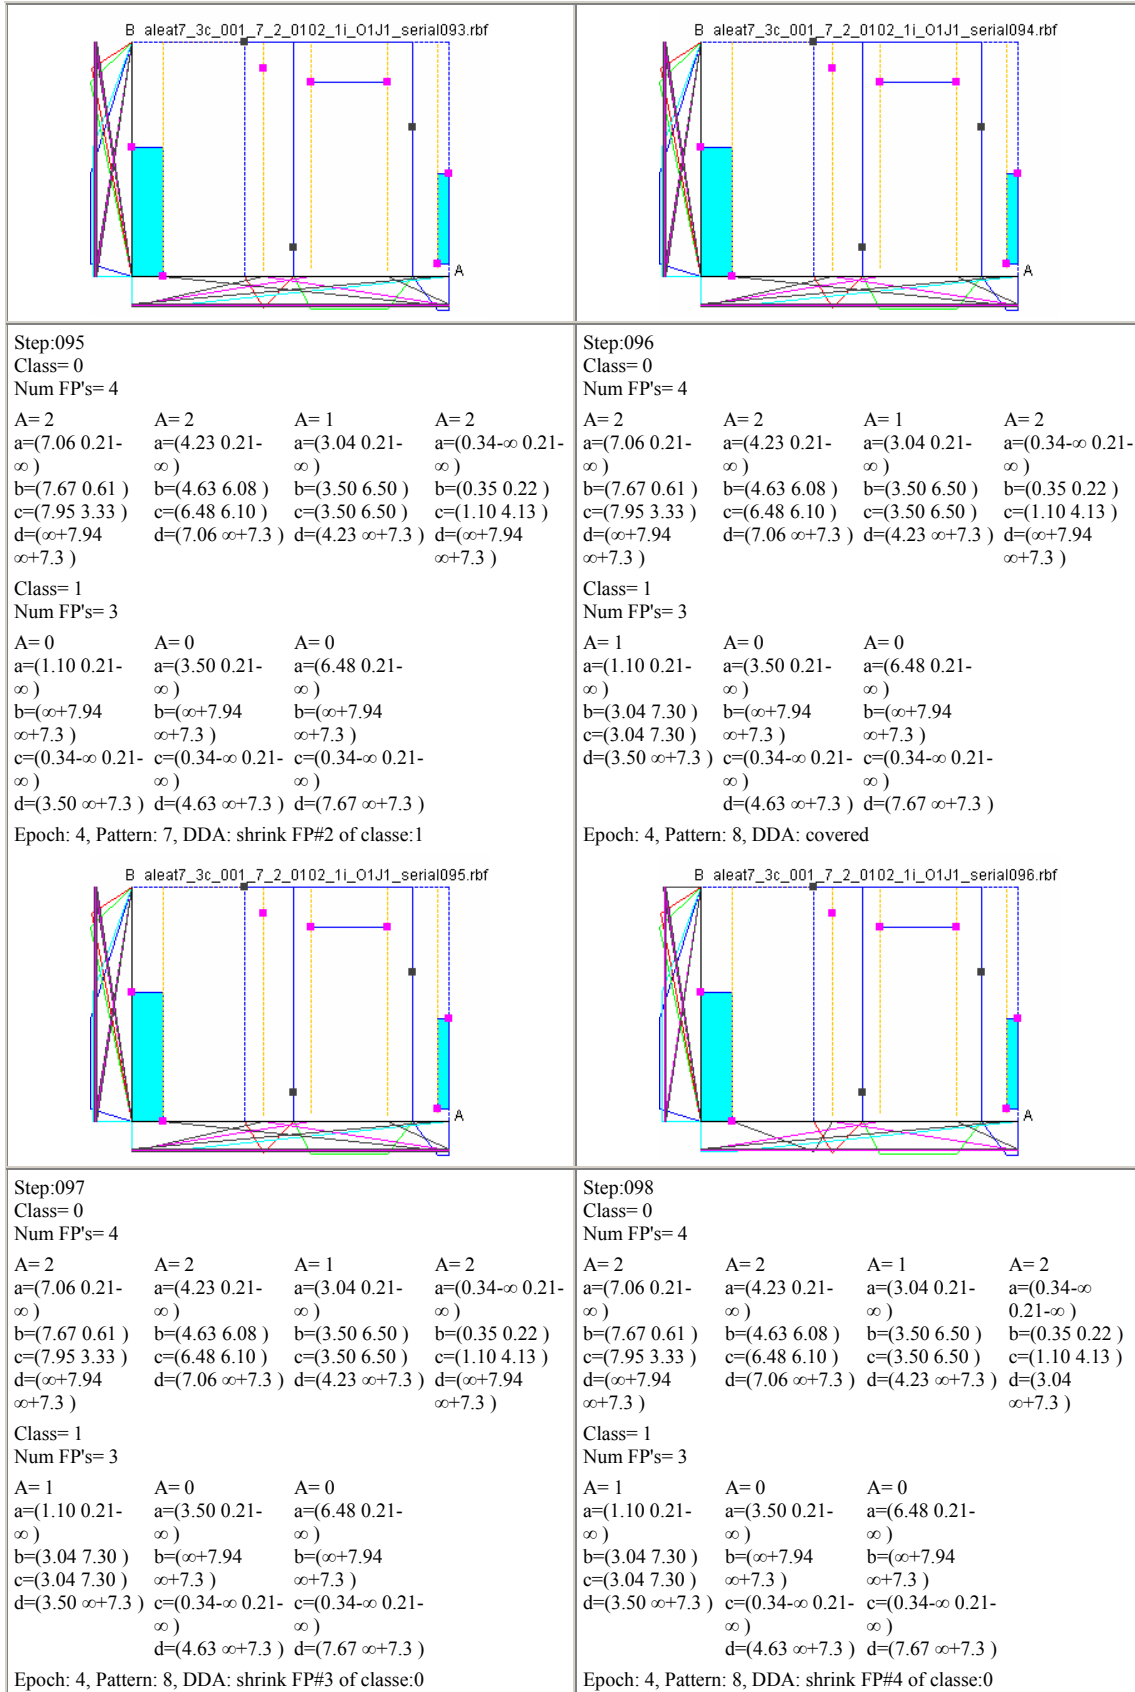 B aleat7_3c_001_7_2_0102_1i_O1J1_serial093.rbf
A
B aleat7_3c_001_7_2_0102_1i_O1J1_serial094.rbf
A
Step:095
Class= 0
Num FP's= 4
A= 2 A= 2 A= 1 A= 2
a=(7.06 0.21- a=(4.23 0.21- a=(3.04 0.21- a=(0.34-∞ 0.21-
∞ ) ∞ ) ∞ ) ∞ )
b=(7.67 0.61 ) b=(4.63 6.08 ) b=(3.50 6.50 ) b=(0.35 0.22 )
c=(7.95 3.33 ) c=(6.48 6.10 ) c=(3.50 6.50 ) c=(1.10 4.13 )
d=(∞+7.94 d=(7.06 ∞+7.3 ) d=(4.23 ∞+7.3 ) d=(∞+7.94
∞+7.3 ) ∞+7.3 )
Class= 1
Num FP's= 3
A= 0 A= 0 A= 0
a=(1.10 0.21- a=(3.50 0.21- a=(6.48 0.21-
∞ ) ∞ ) ∞ )
b=(∞+7.94 b=(∞+7.94 b=(∞+7.94
∞+7.3 ) ∞+7.3 ) ∞+7.3 )
c=(0.34-∞ 0.21- c=(0.34-∞ 0.21- c=(0.34-∞ 0.21-
∞ ) ∞ ) ∞ )
d=(3.50 ∞+7.3 ) d=(4.63 ∞+7.3 ) d=(7.67 ∞+7.3 )
Epoch: 4, Pattern: 7, DDA: shrink FP#2 of classe:1
B aleat7_3c_001_7_2_0102_1i_O1J1_serial095.rbf
A
Step:096
Class= 0
Num FP's= 4
A= 2 A= 2 A= 1 A= 2
a=(7.06 0.21- a=(4.23 0.21- a=(3.04 0.21- a=(0.34-∞ 0.21-
∞ ) ∞ ) ∞ ) ∞ )
b=(7.67 0.61 ) b=(4.63 6.08 ) b=(3.50 6.50 ) b=(0.35 0.22 )
c=(7.95 3.33 ) c=(6.48 6.10 ) c=(3.50 6.50 ) c=(1.10 4.13 )
d=(∞+7.94 d=(7.06 ∞+7.3 ) d=(4.23 ∞+7.3 ) d=(∞+7.94
∞+7.3 ) ∞+7.3 )
Class= 1
Num FP's= 3
A= 1 A= 0 A= 0
a=(1.10 0.21- a=(3.50 0.21- a=(6.48 0.21-
∞ ) ∞ ) ∞ )
b=(3.04 7.30 ) b=(∞+7.94 b=(∞+7.94
c=(3.04 7.30 ) ∞+7.3 ) ∞+7.3 )
d=(3.50 ∞+7.3 ) c=(0.34-∞ 0.21- c=(0.34-∞ 0.21-
∞ ) ∞ )
d=(4.63 ∞+7.3 ) d=(7.67 ∞+7.3 )
Epoch: 4, Pattern: 8, DDA: covered
B aleat7_3c_001_7_2_0102_1i_O1J1_serial096.rbf
A
Step:097
Class= 0
Num FP's= 4
A= 2 A= 2 A= 1 A= 2
a=(7.06 0.21- a=(4.23 0.21- a=(3.04 0.21- a=(0.34-∞ 0.21-
∞ ) ∞ ) ∞ ) ∞ )
b=(7.67 0.61 ) b=(4.63 6.08 ) b=(3.50 6.50 ) b=(0.35 0.22 )
c=(7.95 3.33 ) c=(6.48 6.10 ) c=(3.50 6.50 ) c=(1.10 4.13 )
d=(∞+7.94 d=(7.06 ∞+7.3 ) d=(4.23 ∞+7.3 ) d=(∞+7.94
∞+7.3 ) ∞+7.3 )
Class= 1
Num FP's= 3
A= 1 A= 0 A= 0
a=(1.10 0.21- a=(3.50 0.21- a=(6.48 0.21-
∞ ) ∞ ) ∞ )
b=(3.04 7.30 ) b=(∞+7.94 b=(∞+7.94
c=(3.04 7.30 ) ∞+7.3 ) ∞+7.3 )
d=(3.50 ∞+7.3 ) c=(0.34-∞ 0.21- c=(0.34-∞ 0.21-
∞ ) ∞ )
d=(4.63 ∞+7.3 ) d=(7.67 ∞+7.3 )
Epoch: 4, Pattern: 8, DDA: shrink FP#3 of classe:0
Step:098
Class= 0
Num FP's= 4
A= 2 A= 2 A= 1 A= 2
a=(7.06 0.21- a=(4.23 0.21- a=(3.04 0.21- a=(0.34-∞
∞ ) ∞ ) ∞ ) 0.21-∞ )
b=(7.67 0.61 ) b=(4.63 6.08 ) b=(3.50 6.50 ) b=(0.35 0.22 )
c=(7.95 3.33 ) c=(6.48 6.10 ) c=(3.50 6.50 ) c=(1.10 4.13 )
d=(∞+7.94 d=(7.06 ∞+7.3 ) d=(4.23 ∞+7.3 ) d=(3.04
∞+7.3 ) ∞+7.3 )
Class= 1
Num FP's= 3
A= 1 A= 0 A= 0
a=(1.10 0.21- a=(3.50 0.21- a=(6.48 0.21-
∞ ) ∞ ) ∞ )
b=(3.04 7.30 ) b=(∞+7.94 b=(∞+7.94
c=(3.04 7.30 ) ∞+7.3 ) ∞+7.3 )
d=(3.50 ∞+7.3 ) c=(0.34-∞ 0.21- c=(0.34-∞ 0.21-
∞ ) ∞ )
d=(4.63 ∞+7.3 ) d=(7.67 ∞+7.3 )
Epoch: 4, Pattern: 8, DDA: shrink FP#4 of classe:0